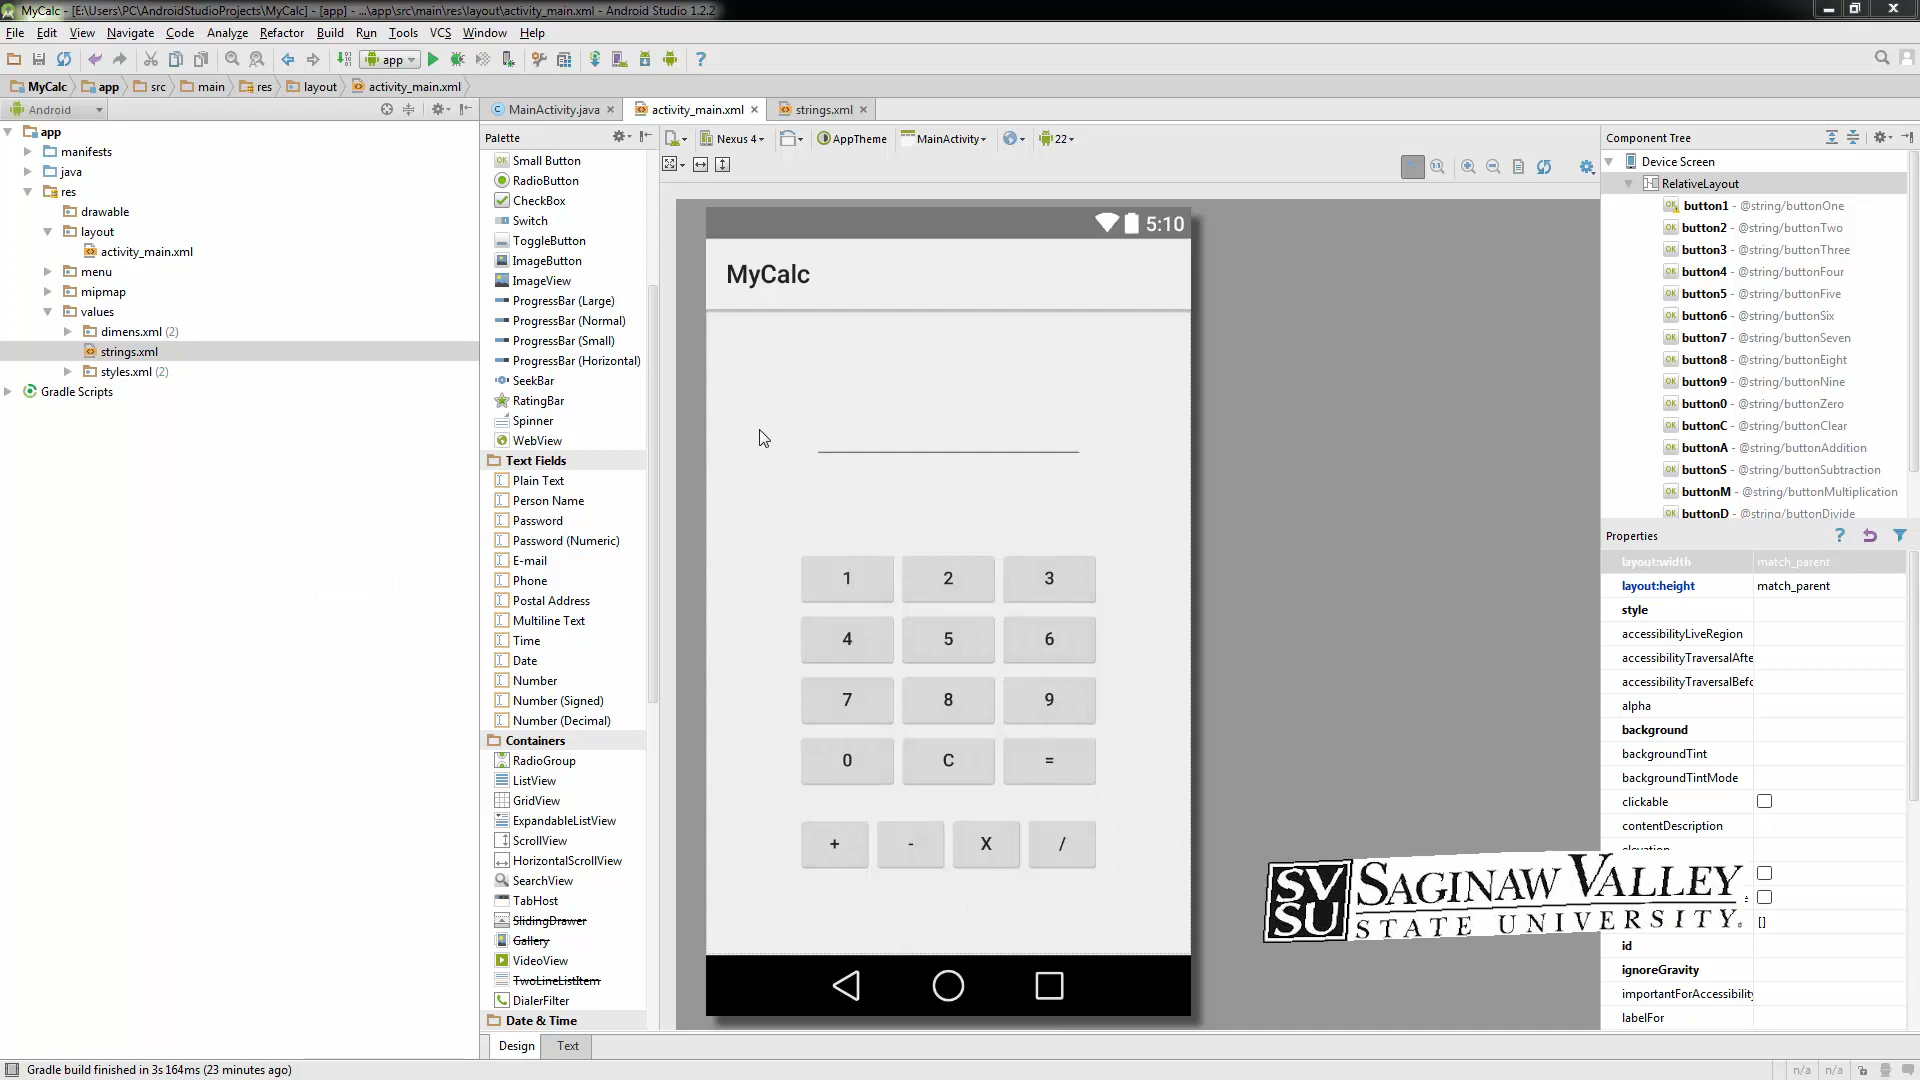 MyCalc - [E:\Users\PC\AndroidStudioProjects\MyCalc] - [app] - ...\app\src\main\res\layout\activity_main.xml - Android Studio 1.2.2
File Edit View Navigate Code Analyze Refactor Build Run Tools VCS Window Help
app
MyCalc app src main res layout activity_main.xml
Android
MainActivity.java activity_main.xml strings.xml
app
manifests
java
res
drawable
layout
activity_main.xml
menu
mipmap
values
dimens.xml (2)
strings.xml
styles.xml (2)
Gradle Scripts
Palette
Small Button
RadioButton
CheckBox
Switch
ToggleButton
ImageButton
ImageView
ProgressBar (Large)
ProgressBar (Normal)
ProgressBar (Small)
ProgressBar (Horizontal)
SeekBar
RatingBar
Spinner
WebView
Text Fields
Plain Text
Person Name
Password
Password (Numeric)
E-mail
Phone
Postal Address
Multiline Text
Time
Date
Number
Number (Signed)
Number (Decimal)
Containers
RadioGroup
ListView
GridView
ExpandableListView
ScrollView
HorizontalScrollView
SearchView
TabHost
SlidingDrawer
Gallery
VideoView
TwoLineListItem
DialerFilter
Date & Time
Nexus 4 AppTheme MainActivity 22
5:10
MyCalc
1 2 3
4 5 6
7 8 9
0 C =
+ - X /
Design Text
Component Tree
Device Screen
RelativeLayout
button1 - @string/buttonOne
button2 - @string/buttonTwo
button3 - @string/buttonThree
button4 - @string/buttonFour
button5 - @string/buttonFive
button6 - @string/buttonSix
button7 - @string/buttonSeven
button8 - @string/buttonEight
button9 - @string/buttonNine
button0 - @string/buttonZero
buttonC - @string/buttonClear
buttonA - @string/buttonAddition
buttonS - @string/buttonSubtraction
buttonM - @string/buttonMultiplication
buttonD - @string/buttonDivide
Properties
layout:width match_parent
layout:height match_parent
style
accessibilityLiveRegion
accessibilityTraversalAfte
accessibilityTraversalBefo
alpha
background
backgroundTint
backgroundTintMode
clickable
contentDescription
elevation
[]
id
ignoreGravity
importantForAccessibility
labelFor
SVSU SAGINAW VALLEY
STATE UNIVERSITY.
Gradle build finished in 3s 164ms (23 minutes ago)
n/a n/a